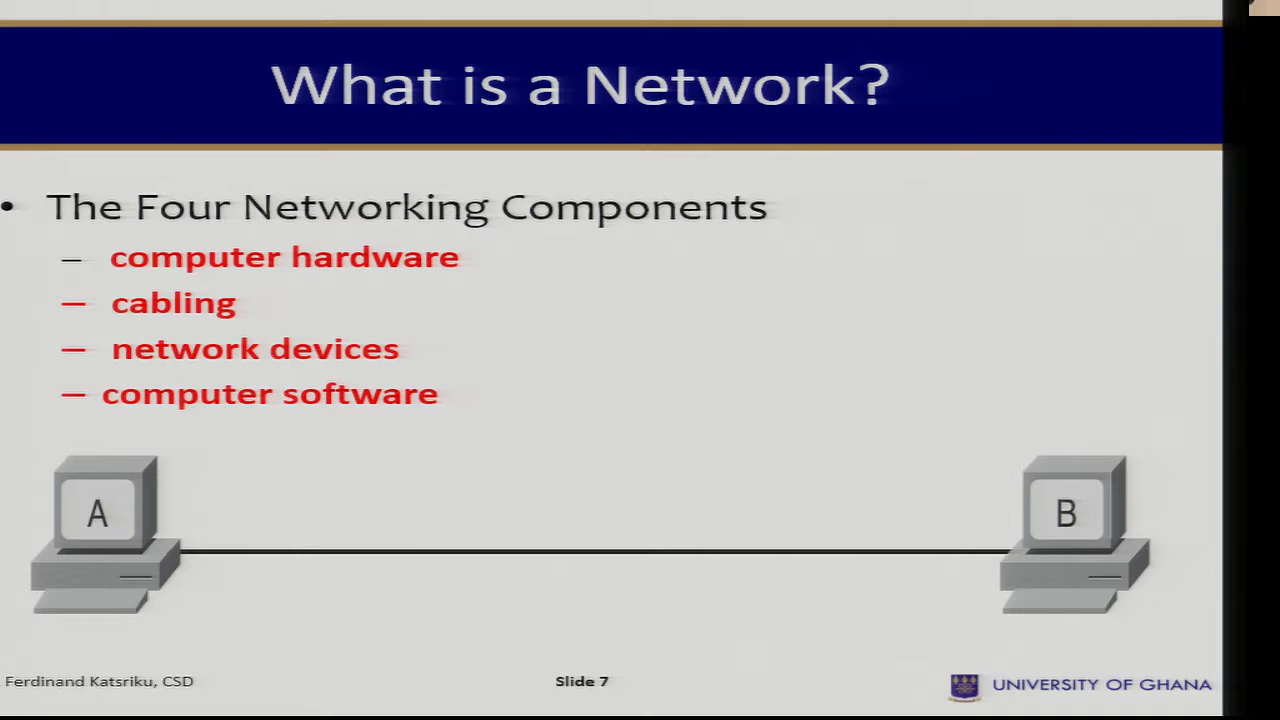 What is a Network?
• The Four Networking Components
– computer hardware
– cabling
– network devices
– computer software
A
B
Ferdinand Katsriku, CSD
Slide 7
UNIVERSITY OF GHANA